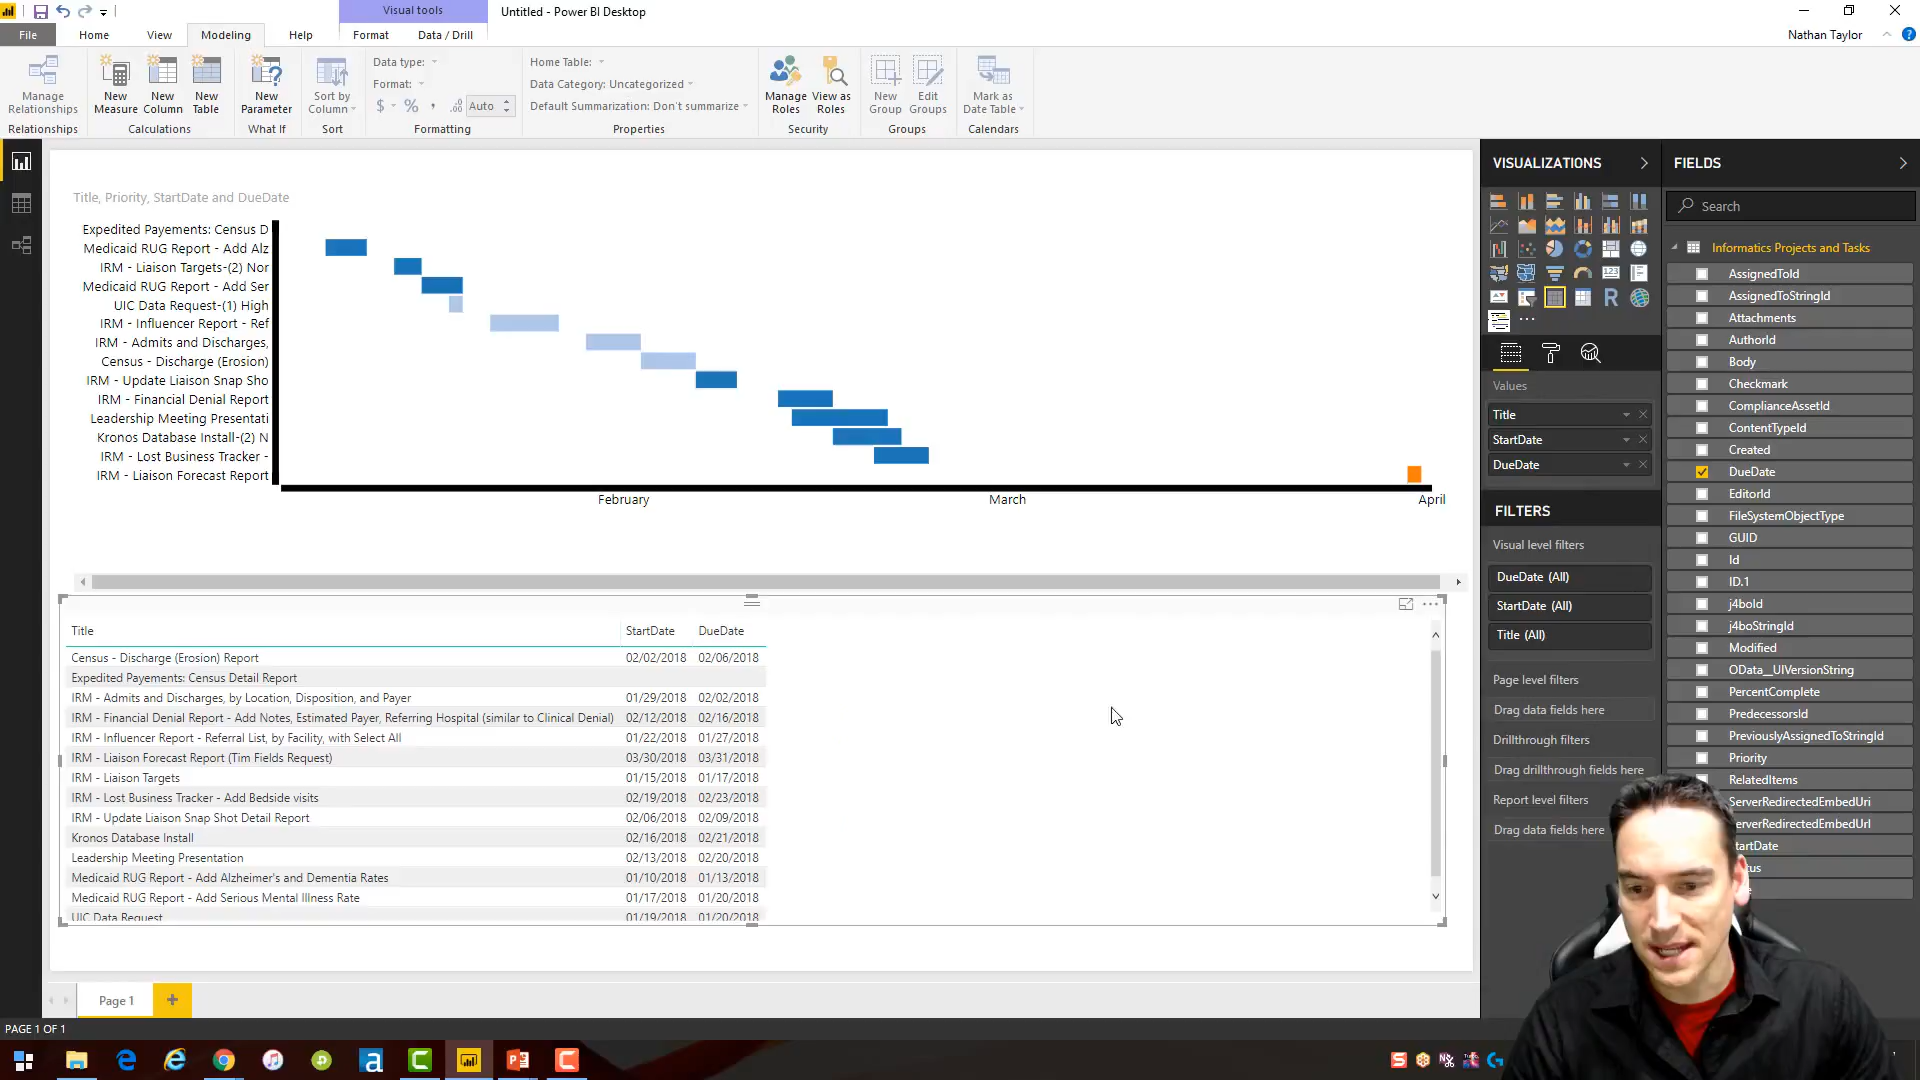 Visual tools
Untitled - Power BI Desktop
File Home View Modeling Help Format Data / Drill
Nathan Taylor
Manage Relationships
New Measure
New Column
New Table
New Parameter
Sort by Column
Data type:
Format:
$ % , .00 Auto
Home Table:
Data Category: Uncategorized
Default Summarization: Don't summarize
Manage Roles
View as Roles
New Group
Edit Groups
Mark as Date Table
Relationships Calculations What If Sort Formatting Properties Security Groups Calendars
Title, Priority, StartDate and DueDate
Expedited Payements: Census D
Medicaid RUG Report - Add Alz
IRM - Liaison Targets-(2) Nor
Medicaid RUG Report - Add Ser
UIC Data Request-(1) High
IRM - Influencer Report - Ref
IRM - Admits and Discharges,
Census - Discharge (Erosion)
IRM - Update Liaison Snap Sho
IRM - Financial Denial Report
Leadership Meeting Presentati
Kronos Database Install-(2) N
IRM - Lost Business Tracker -
IRM - Liaison Forecast Report
February March April
Title StartDate DueDate
Census - Discharge (Erosion) Report 02/02/2018 02/06/2018
Expedited Payements: Census Detail Report
IRM - Admits and Discharges, by Location, Disposition, and Payer 01/29/2018 02/02/2018
IRM - Financial Denial Report - Add Notes, Estimated Payer, Referring Hospital (similar to Clinical Denial) 02/12/2018 02/16/2018
IRM - Influencer Report - Referral List, by Facility, with Select All 01/22/2018 01/27/2018
IRM - Liaison Forecast Report (Tim Fields Request) 03/30/2018 03/31/2018
IRM - Liaison Targets 01/15/2018 01/17/2018
IRM - Lost Business Tracker - Add Bedside visits 02/19/2018 02/23/2018
IRM - Update Liaison Snap Shot Detail Report 02/06/2018 02/09/2018
Kronos Database Install 02/16/2018 02/21/2018
Leadership Meeting Presentation 02/13/2018 02/20/2018
Medicaid RUG Report - Add Alzheimer's and Dementia Rates 01/10/2018 01/13/2018
Medicaid RUG Report - Add Serious Mental Illness Rate 01/17/2018 01/20/2018
UIC Data Request 01/19/2018 01/20/2018
Page 1
PAGE 1 OF 1
VISUALIZATIONS
123
R
Values
Title
StartDate
DueDate
FILTERS
Visual level filters
DueDate (All)
StartDate (All)
Title (All)
Page level filters
Drag data fields here
Drillthrough filters
Drag drillthrough fields here
Report level filters
Drag data fields here
FIELDS
Search
Informatics Projects and Tasks
AssignedToId
AssignedToStringId
Attachments
AuthorId
Body
Checkmark
ComplianceAssetId
ContentTypeId
Created
DueDate
EditorId
FileSystemObjectType
GUID
Id
ID.1
j4boId
j4boStringId
Modified
OData__UIVersionString
PercentComplete
PredecessorsId
PreviouslyAssignedToStringId
Priority
RelatedItems
ServerRedirectedEmbedUri
erverRedirectedEmbedUrl
tartDate
tus
e